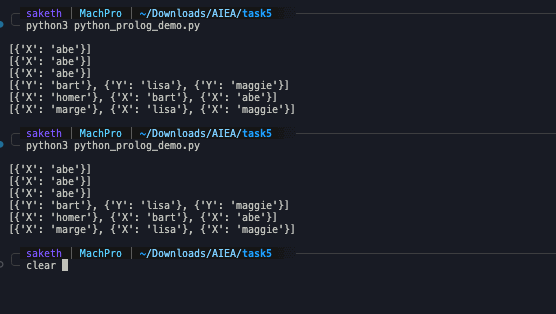 saketh | MachPro | ~/Downloads/AIEA/task5
python3 python_prolog_demo.py
[{'X': 'abe'}]
[{'X': 'abe'}]
[{'X': 'abe'}]
[{'Y': 'bart'}, {'Y': 'lisa'}, {'Y': 'maggie'}]
[{'X': 'homer'}, {'X': 'bart'}, {'X': 'abe'}]
[{'X': 'marge'}, {'X': 'lisa'}, {'X': 'maggie'}]
saketh | MachPro | ~/Downloads/AIEA/task5
python3 python_prolog_demo.py
[{'X': 'abe'}]
[{'X': 'abe'}]
[{'X': 'abe'}]
[{'Y': 'bart'}, {'Y': 'lisa'}, {'Y': 'maggie'}]
[{'X': 'homer'}, {'X': 'bart'}, {'X': 'abe'}]
[{'X': 'marge'}, {'X': 'lisa'}, {'X': 'maggie'}]
saketh | MachPro | ~/Downloads/AIEA/task5
clear